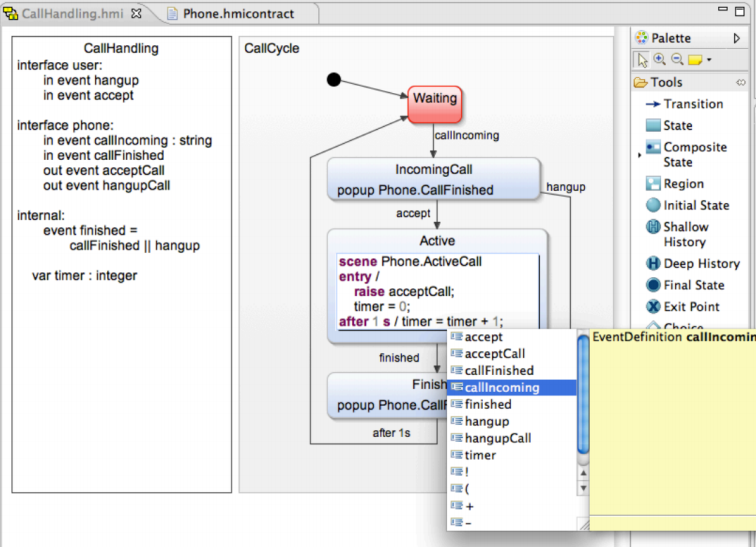 CallHandling.hmi
Phone.hmicontract
CallHandling
interface user:
in event hangup
in event accept
interface phone:
in event callIncoming : string
in event callFinished
out event acceptCall
out event hangupCall
internal:
event finished =
callFinished || hangup
var timer : integer
CallCycle
Waiting
callIncoming
IncomingCall
popup Phone.CallFinished
hangup
accept
Active
scene Phone.ActiveCall
entry /
raise acceptCall;
timer = 0;
after 1 s / timer = timer + 1;
finished
Finish
popup Phone.Call
after 1s
accept
acceptCall
callFinished
callIncoming
finished
hangup
hangupCall
timer
!
(
+
-
EventDefinition callIncomin
Palette
Tools
Transition
State
Composite
State
Region
Initial State
Shallow
History
Deep History
Final State
Exit Point
Choice